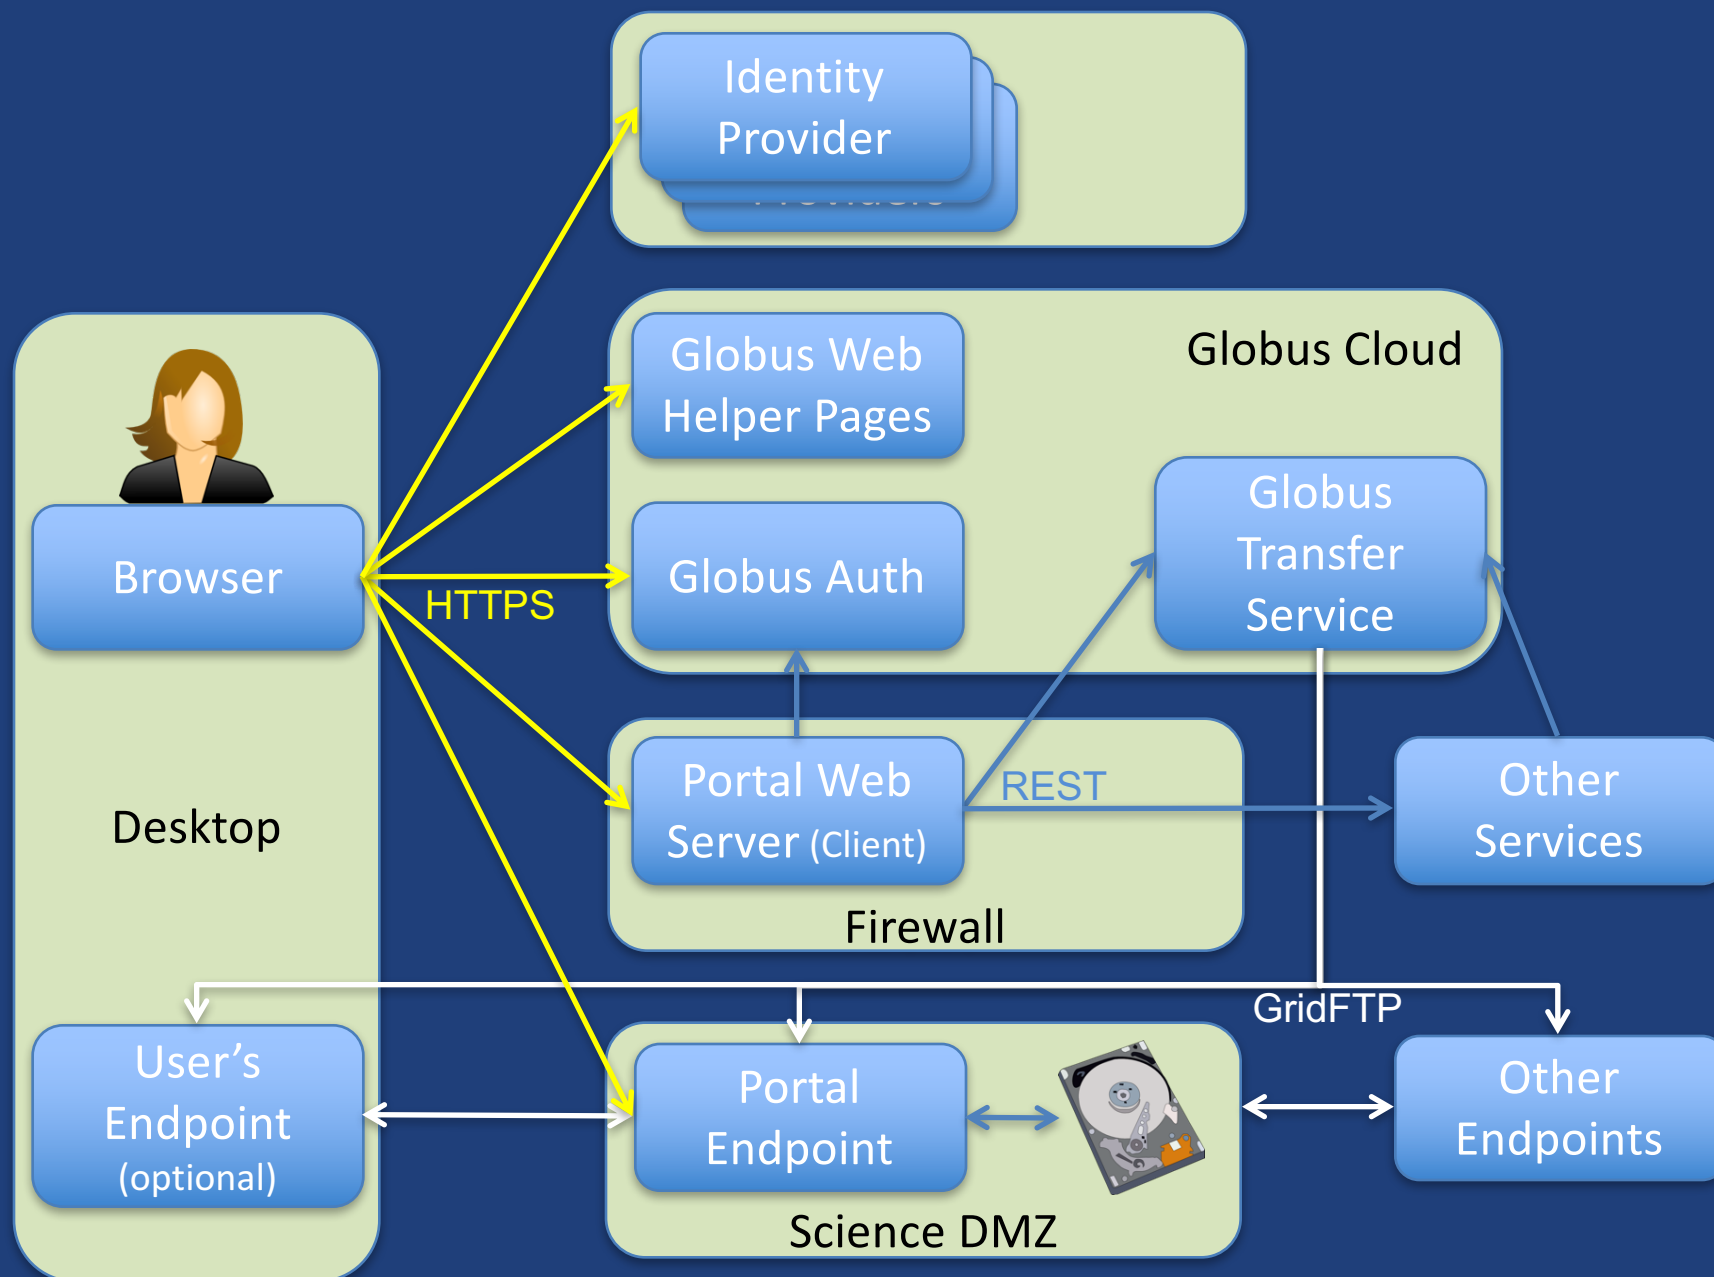 Identity
Provider
Globus Web
Helper Pages
Globus Cloud
Globus
Transfer
Service
Browser
Globus Auth
HTTPS
Portal Web
Server (Client)
REST
Other
Services
Desktop
Firewall
GridFTP
User's
Endpoint
(optional)
Portal
Endpoint
Other
Endpoints
Science DMZ